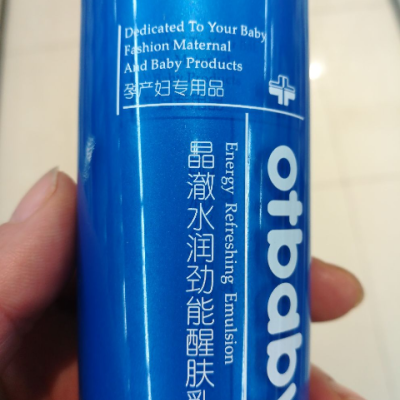 Dedicated To Your Baby
Fashion Maternal
And Baby Products
孕产妇专用品
otbaby
Energy Refreshing Emulsion
晶澈水润劲能醒肤乳